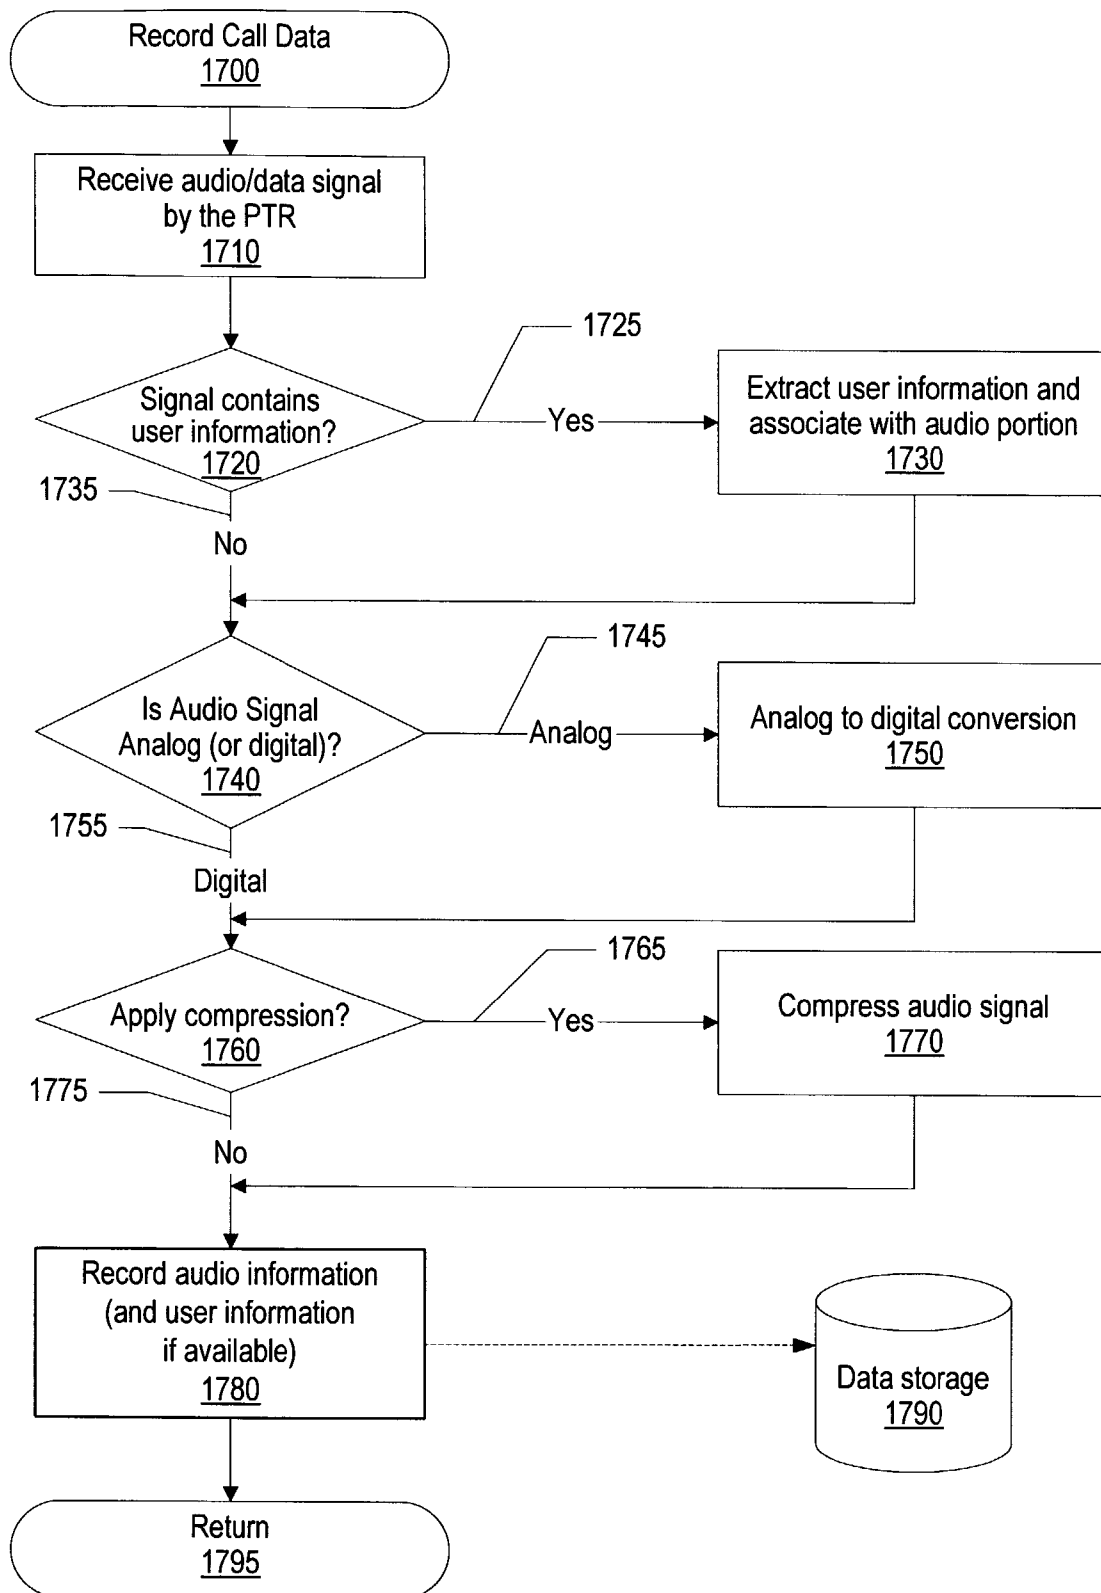 Record Call Data
1700
Receive audio/data signal
by the PTR
1710
1725
Signal contains
user information?
1720
Yes
Extract user information and
associate with audio portion
1730
1735
No
1745
Is Audio Signal
Analog (or digital)?
1740
Analog
Analog to digital conversion
1750
1755
Digital
1765
Apply compression?
1760
Yes
Compress audio signal
1770
1775
No
Record audio information
(and user information
if available)
1780
Data storage
1790
Return
1795